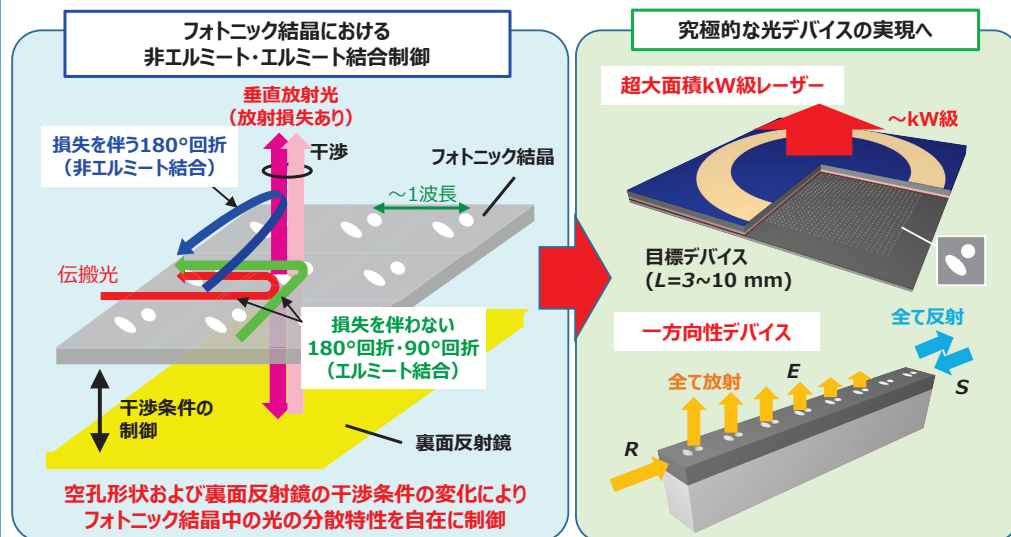 フォトニック結晶における
非エルミート・エルミート結合制御
垂直放射光
(放射損失あり)
損失を伴う180°回折
(非エルミート結合)
干渉
フォトニック結晶
～1波長
伝搬光
損失を伴わない
180°回折・90°回折
(エルミート結合)
干渉条件の
制御
裏面反射鏡
空孔形状および裏面反射鏡の干渉条件の変化により
フォトニック結晶中の光の分散特性を自在に制御
究極的な光デバイスの実現へ
超大面積kW級レーザー
～kW級
目標デバイス
(L=3~10 mm)
一方向性デバイス
全て反射
全て放射
E
S
R